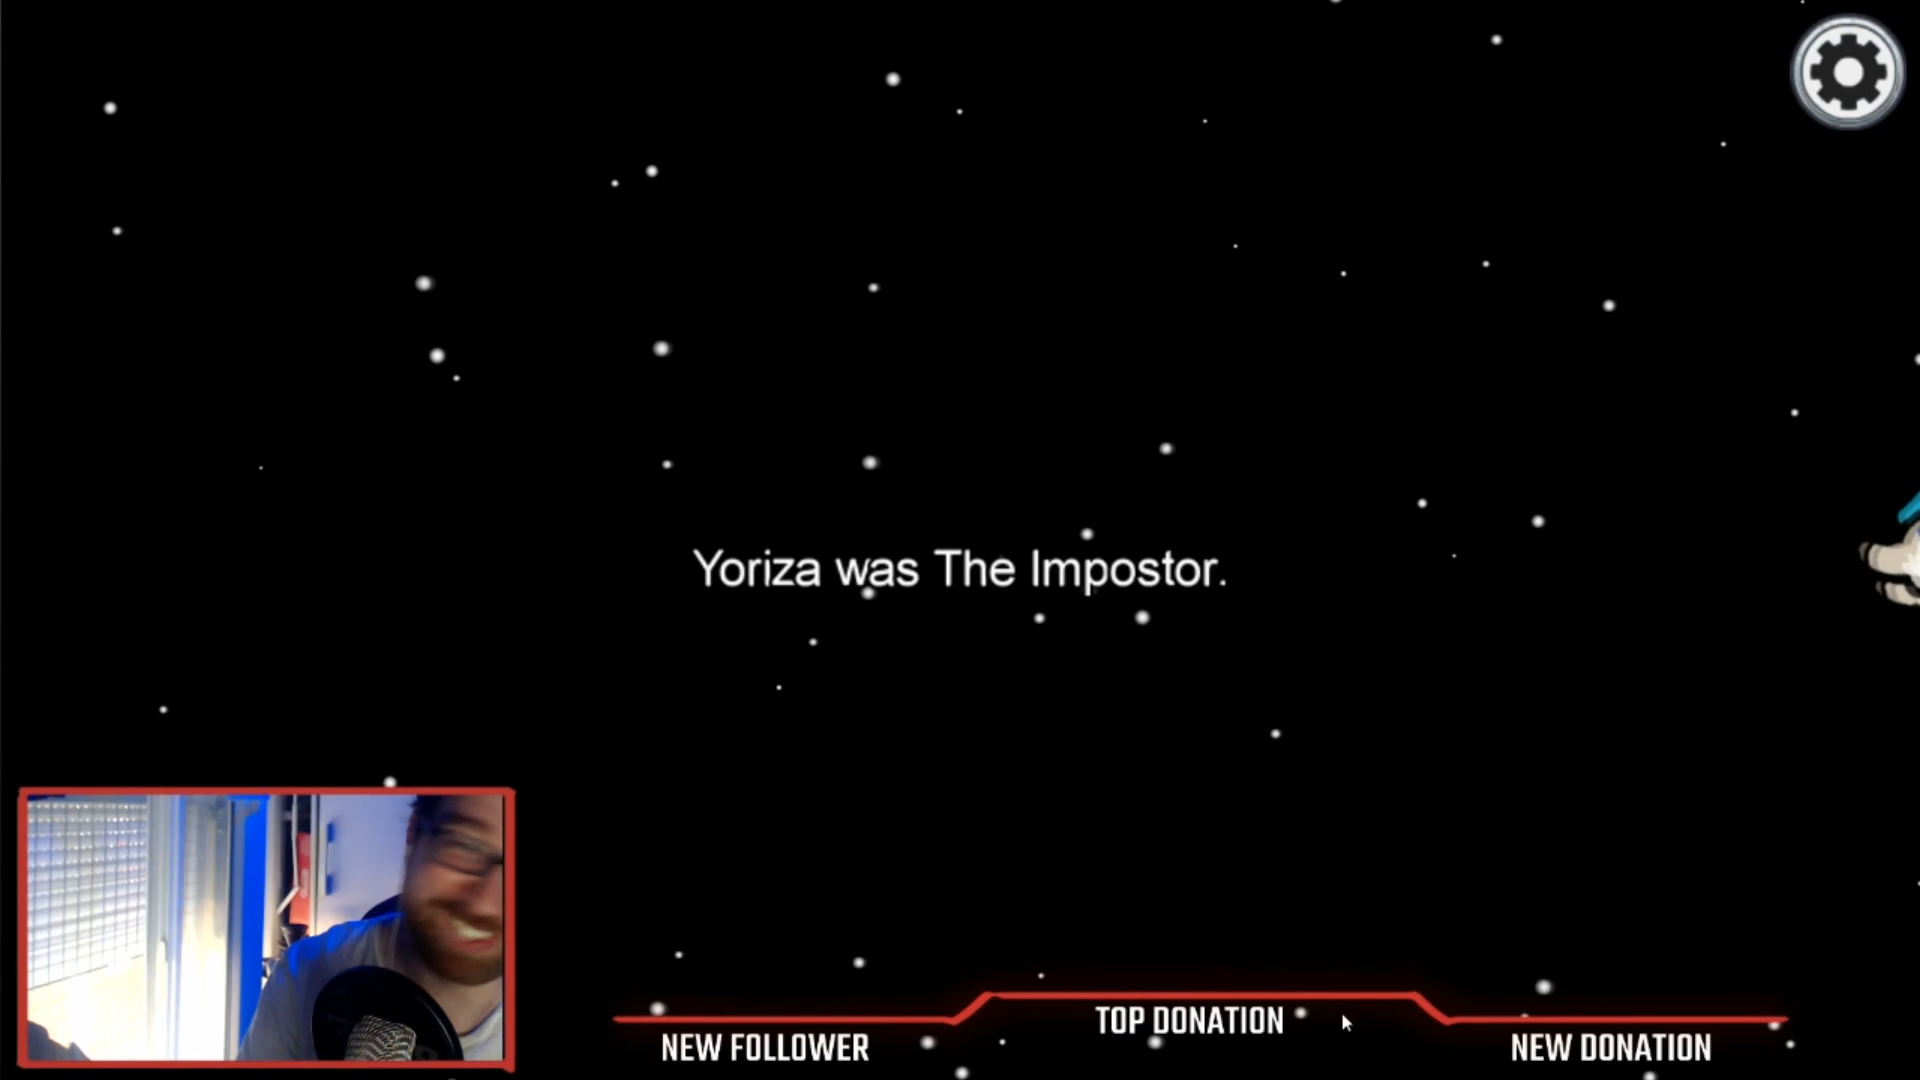 Yoriza was The Impostor.
TOP DONATION
NEW FOLLOWER
NEW DONATION